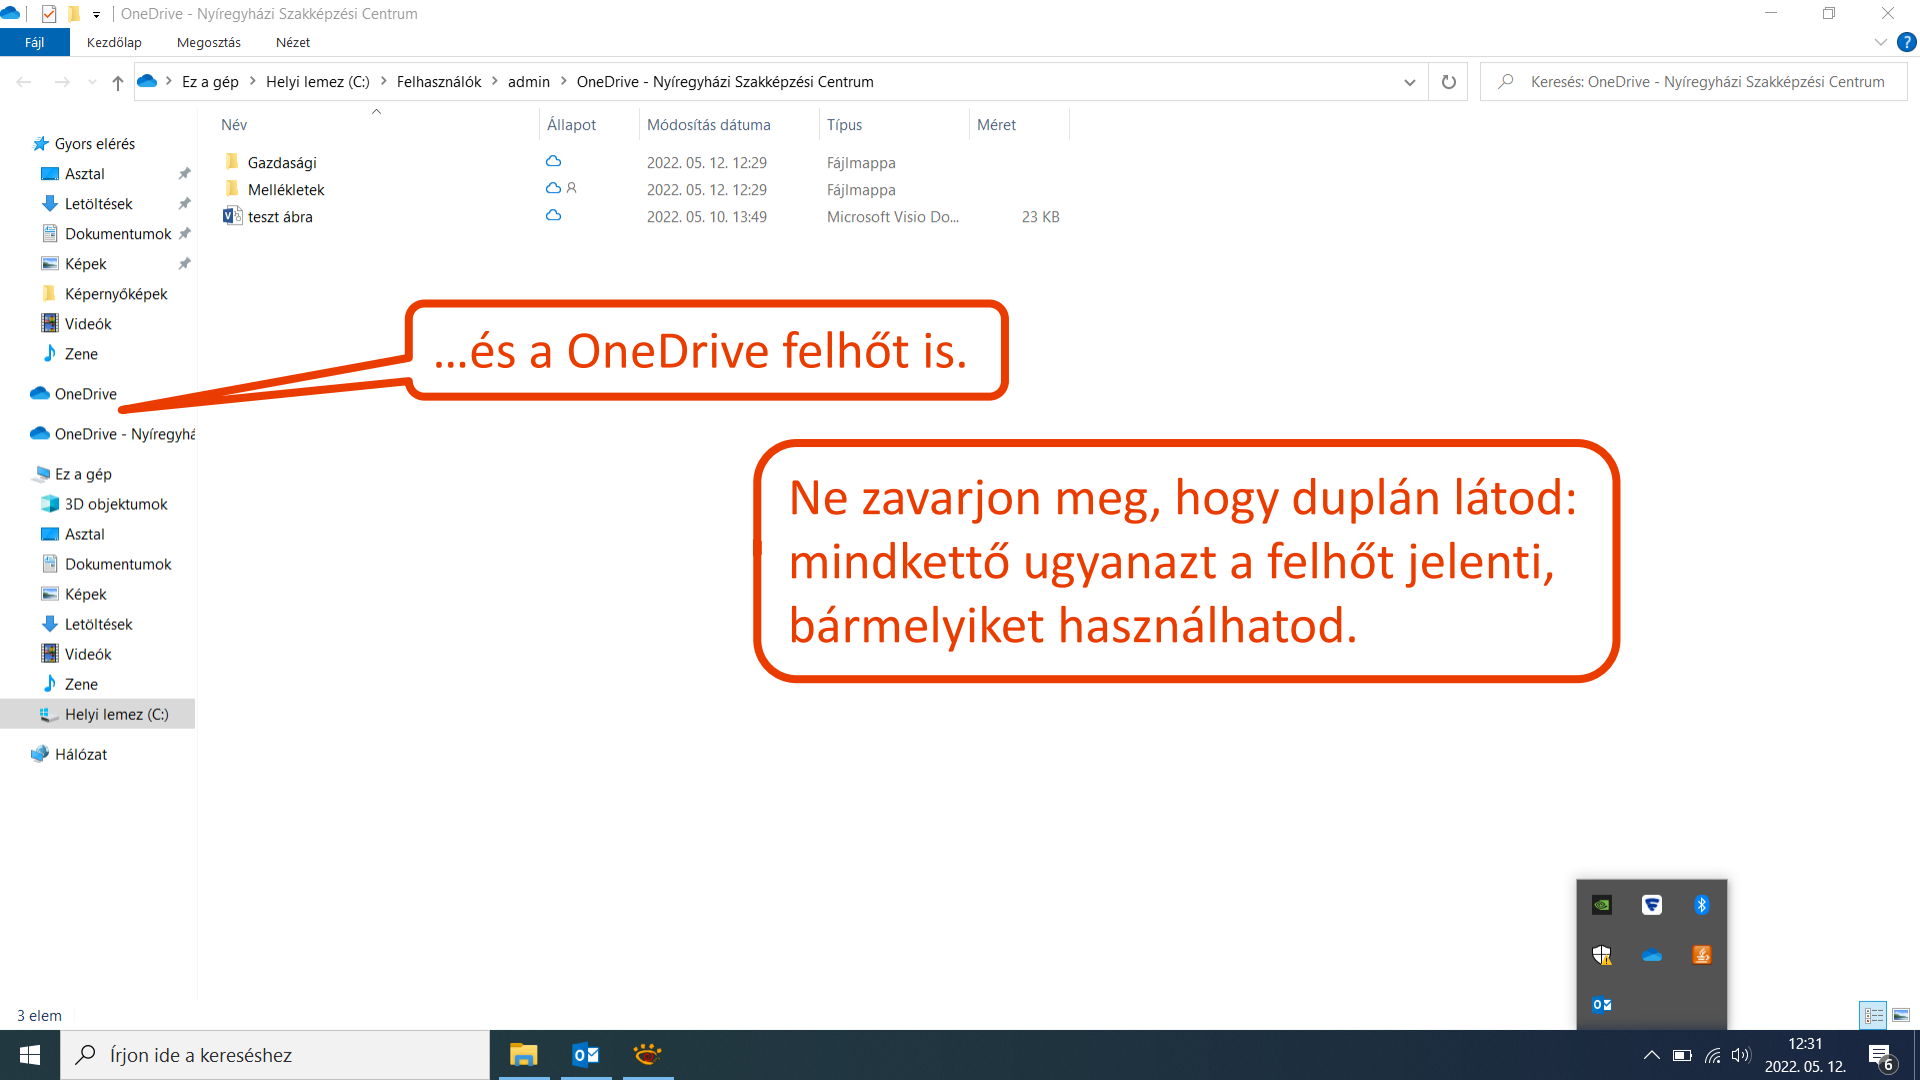 OneDrive - Nyíregyházi Szakképzési Centrum
Fájl Kezdőlap Megosztás Nézet
Ez a gép Helyi lemez (C:) Felhasználók admin OneDrive - Nyíregyházi Szakképzési Centrum
Keresés: OneDrive - Nyíregyházi Szakképzési Centrum
Név Állapot Módosítás dátuma Típus Méret
Gazdasági 2022. 05. 12. 12:29 Fájlmappa
Mellékletek 2022. 05. 12. 12:29 Fájlmappa
teszt ábra 2022. 05. 10. 13:49 Microsoft Visio Do... 23 KB
Gyors elérés
Asztal
Letöltések
Dokumentumok
Képek
Képernyőképek
Videók
Zene
OneDrive
OneDrive - Nyíregyhá
Ez a gép
3D objektumok
Asztal
Dokumentumok
Képek
Letöltések
Videók
Zene
Helyi lemez (C:)
Hálózat
...és a OneDrive felhőt is.
Ne zavarjon meg, hogy duplán látod:
mindkettő ugyanazt a felhőt jelenti,
bármelyiket használhatod.
3 elem
Írjon ide a kereséshez
12:31
2022. 05. 12.
6